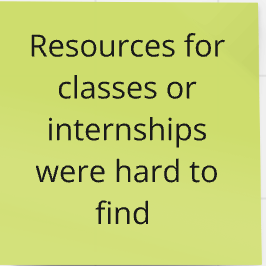 Resources for
classes or
internships
were hard to
find